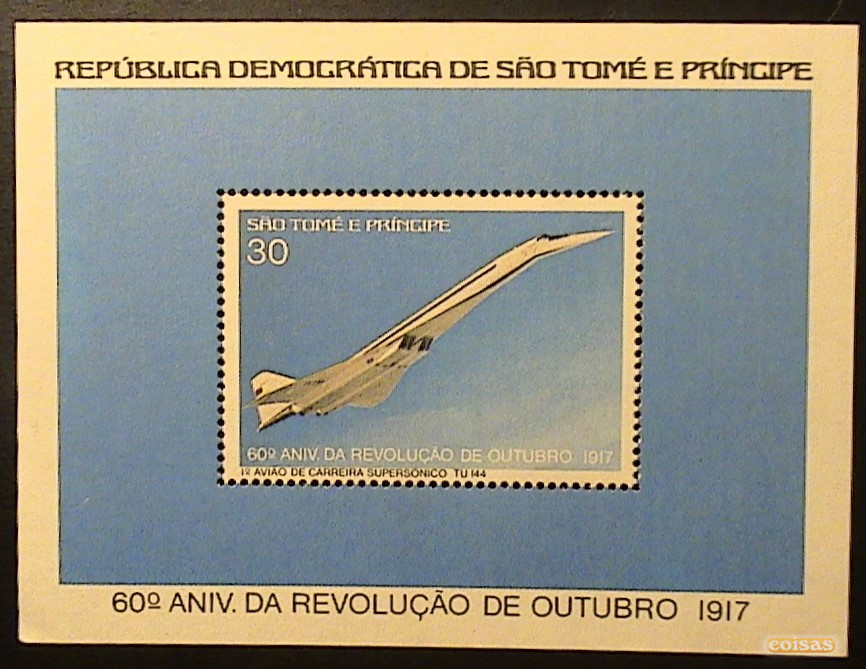 REPÚBLICA DEMOCRÁTICA DE SÃO TOMÉ E PRÍNCIPE
SÃO TOMÉ E PRÍNCIPE
30
60º ANIV. DA REVOLUÇÃO DE OUTUBRO 1917
1º AVIÃO DE CARREIRA SUPERSÓNICO TU 144
60º ANIV. DA REVOLUÇÃO DE OUTUBRO 1917
coisas